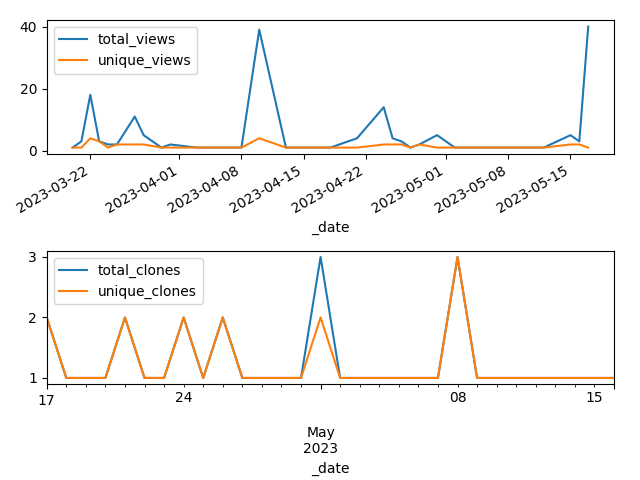 40
20
0
total_views
unique_views
2023-03-22
2023-04-01
2023-04-08
2023-04-15
2023-04-22
2023-05-01
2023-05-08
2023-05-15
_date
3
2
1
total_clones
unique_clones
17
24
08
15
May
2023
_date